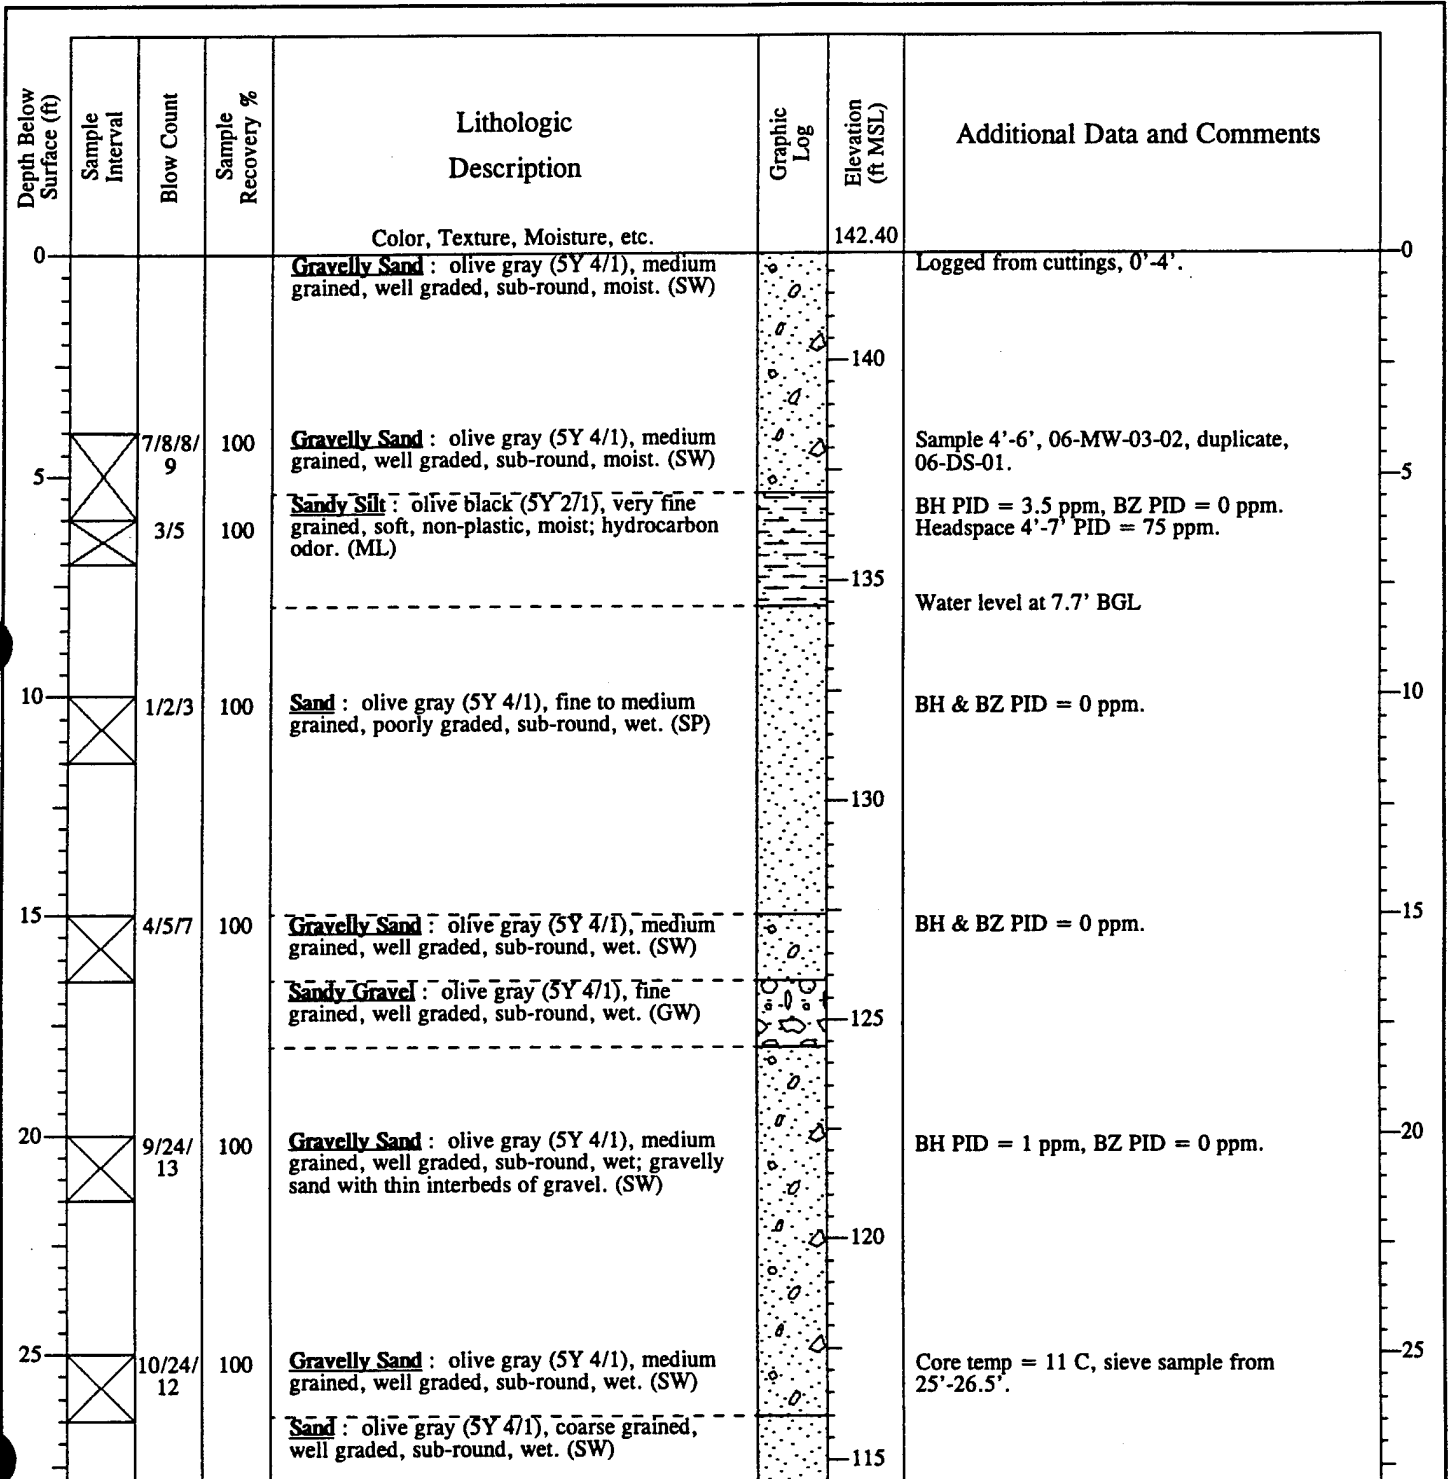 Depth Below
Surface (ft)
Sample
Interval
Blow Count
Sample
Recovery %
Lithologic
Description
Color, Texture, Moisture, etc.
Graphic
Log
Elevation
(ft MSL)
142.40
Additional Data and Comments
0
0
Gravelly Sand : olive gray (5Y 4/1), medium
grained, well graded, sub-round, moist. (SW)
Logged from cuttings, 0'-4'.
140
7/8/8/
9
100
Gravelly Sand : olive gray (5Y 4/1), medium
grained, well graded, sub-round, moist. (SW)
Sample 4'-6', 06-MW-03-02, duplicate,
06-DS-01.
5
5
3/5
100
Sandy Silt : olive black (5Y 2/1), very fine
grained, soft, non-plastic, moist; hydrocarbon
odor. (ML)
BH PID = 3.5 ppm, BZ PID = 0 ppm.
Headspace 4'-7' PID = 75 ppm.
135
Water level at 7.7' BGL
10
1/2/3
100
Sand : olive gray (5Y 4/1), fine to medium
grained, poorly graded, sub-round, wet. (SP)
BH & BZ PID = 0 ppm.
10
130
15
4/5/7
100
Gravelly Sand : olive gray (5Y 4/1), medium
grained, well graded, sub-round, wet. (SW)
BH & BZ PID = 0 ppm.
15
Sandy Gravel : olive gray (5Y 4/1), fine
grained, well graded, sub-round, wet. (GW)
125
20
9/24/
13
100
Gravelly Sand : olive gray (5Y 4/1), medium
grained, well graded, sub-round, wet; gravelly
sand with thin interbeds of gravel. (SW)
BH PID = 1 ppm, BZ PID = 0 ppm.
20
120
25
10/24/
12
100
Gravelly Sand : olive gray (5Y 4/1), medium
grained, well graded, sub-round, wet. (SW)
Core temp = 11 C, sieve sample from
25'-26.5'.
25
Sand : olive gray (5Y 4/1), coarse grained,
well graded, sub-round, wet. (SW)
115